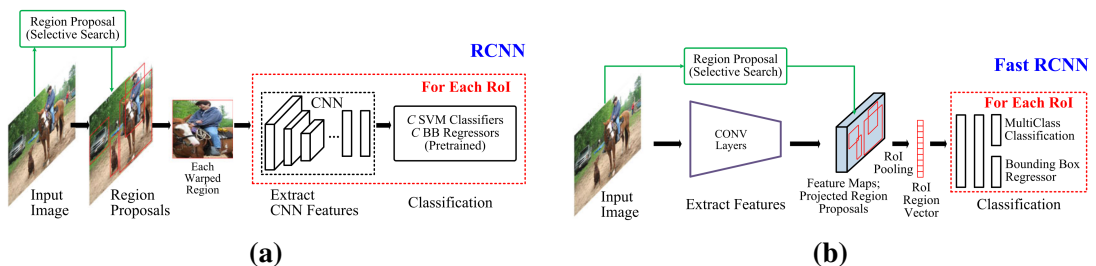 Region Proposal
(Selective Search)
RCNN
For Each RoI
CNN
...
C SVM Classifiers
C BB Regressors
(Pretrained)
Each
Warped
Region
Input
Image
Region
Proposals
Extract
CNN Features
Classification
(a)
Region Proposal
(Selective Search)
Fast RCNN
For Each RoI
CONV
Layers
MultiClass
Classification
Bounding Box
Regressor
RoI
Pooling
Input
Image
Extract Features
Feature Maps;
Projected Region
Proposals
RoI
Region
Vector
Classification
(b)